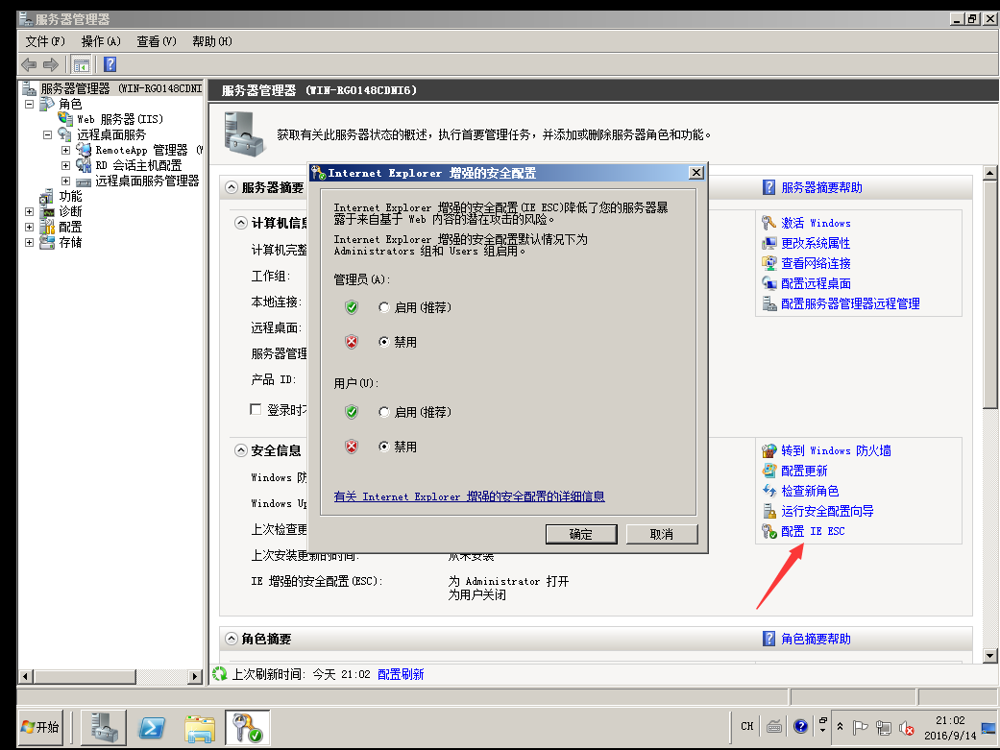 服务器管理器
文件(F) 操作(A) 查看(V) 帮助(H)
服务器管理器 (WIN-RGO148CDNI
角色
Web 服务器(IIS)
远程桌面服务
RemoteApp 管理器 (W
RD 会话主机配置
远程桌面服务管理器
功能
诊断
配置
存储
服务器管理器 (WIN-RGO148CDNI6)
获取有关此服务器状态的概述，执行首要管理任务，并添加或删除服务器角色和功能。
服务器摘要
服务器摘要帮助
计算机信息
计算机完整
工作组:
本地连接:
远程桌面:
服务器管理
产品 ID:
登录时不
激活 Windows
更改系统属性
查看网络连接
配置远程桌面
配置服务器管理器远程管理
安全信息
Windows 防
Windows Up
上次检查更
上次安装更新的时间: 从未安装
IE 增强的安全配置(ESC): 为 Administrator 打开
为用户关闭
转到 Windows 防火墙
配置更新
检查新角色
运行安全配置向导
配置 IE ESC
角色摘要
角色摘要帮助
上次刷新时间: 今天 21:02 配置刷新
Internet Explorer 增强的安全配置
Internet Explorer 增强的安全配置(IE ESC)降低了您的服务器暴
露于来自基于 Web 内容的潜在攻击的风险。
Internet Explorer 增强的安全配置默认情况下为
Administrators 组和 Users 组启用。
管理员(A):
启用(推荐)
禁用
用户(U):
启用(推荐)
禁用
有关 Internet Explorer 增强的安全配置的详细信息
确定 取消
开始
CH
21:02
2016/9/14